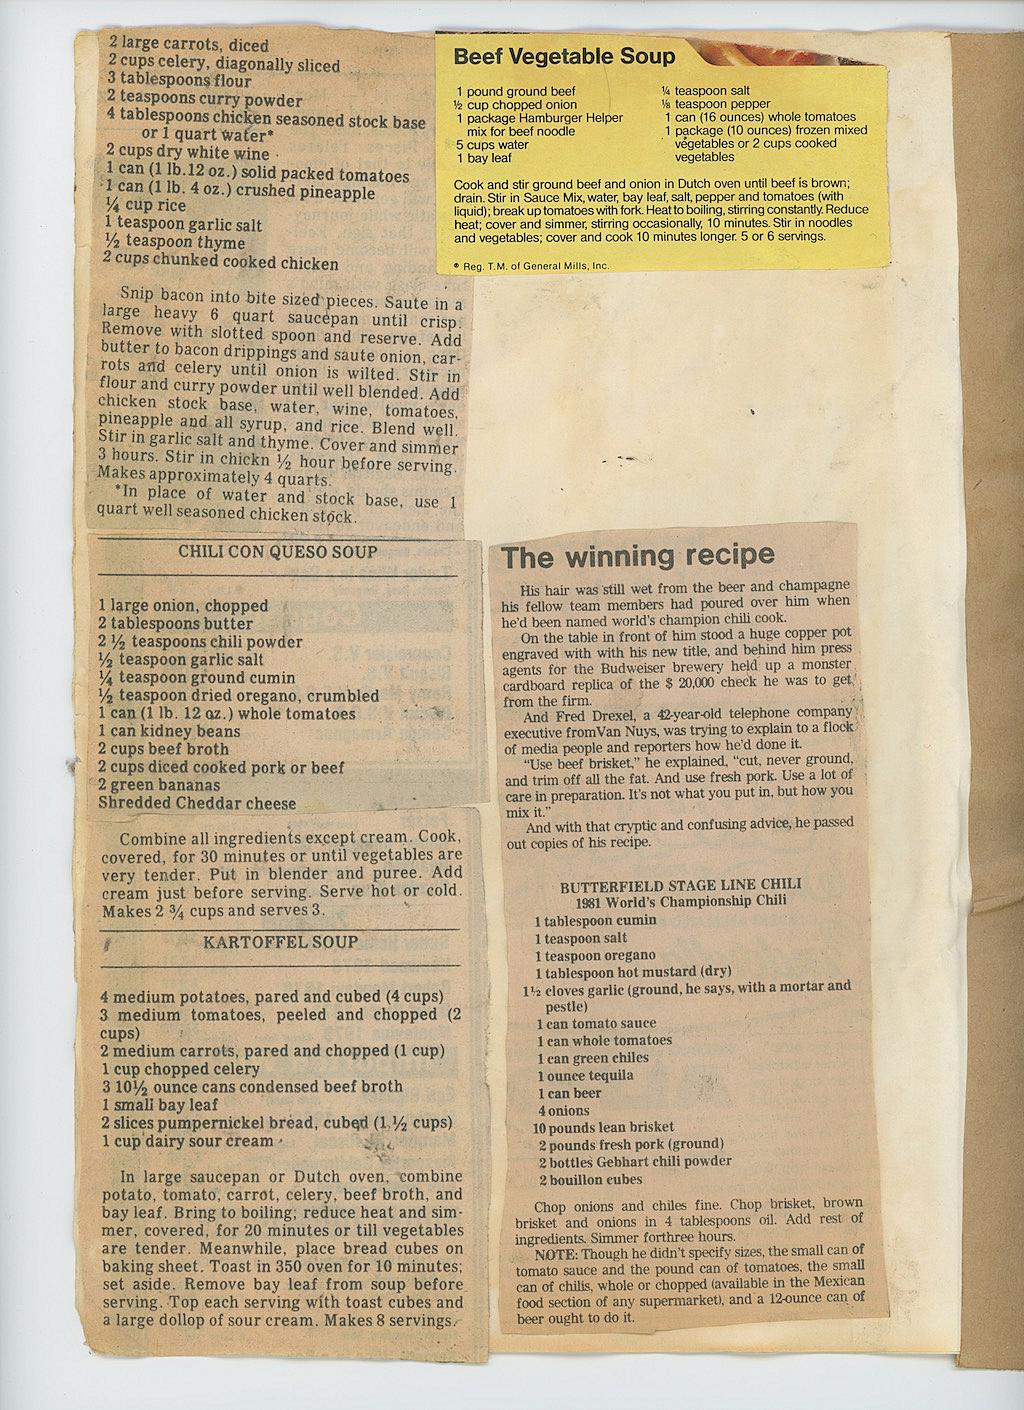 2 large carrots, diced
2 cups celery, diagonally sliced
3 tablespoons flour
2 teaspoons curry powder
4 tablespoons chicken seasoned stock base
or 1 quart water*
2 cups dry white wine
1 can (1 lb.12 oz.) solid packed tomatoes
1 can (1 lb. 4 oz.) crushed pineapple
¼ cup rice
1 teaspoon garlic salt
½ teaspoon thyme
2 cups chunked cooked chicken
Snip bacon into bite sized pieces. Saute in a
large heavy 6 quart saucepan until crisp.
Remove with slotted spoon and reserve. Add
butter to bacon drippings and saute onion, car-
rots and celery until onion is wilted. Stir in
flour and curry powder until well blended. Add
chicken stock base, water, wine, tomatoes,
pineapple and all syrup, and rice. Blend well.
Stir in garlic salt and thyme. Cover and simmer
3 hours. Stir in chickn ½ hour before serving.
Makes approximately 4 quarts.
*In place of water and stock base, use 1
quart well seasoned chicken stock.
CHILI CON QUESO SOUP
1 large onion, chopped
2 tablespoons butter
2 ½ teaspoons chili powder
½ teaspoon garlic salt
¼ teaspoon ground cumin
½ teaspoon dried oregano, crumbled
1 can (1 lb. 12 oz.) whole tomatoes
1 can kidney beans
2 cups beef broth
2 cups diced cooked pork or beef
2 green bananas
Shredded Cheddar cheese
Combine all ingredients except cream. Cook,
covered, for 30 minutes or until vegetables are
very tender. Put in blender and puree. Add
cream just before serving. Serve hot or cold.
Makes 2 ¾ cups and serves 3.
KARTOFFEL SOUP
4 medium potatoes, pared and cubed (4 cups)
3 medium tomatoes, peeled and chopped (2
cups)
2 medium carrots, pared and chopped (1 cup)
1 cup chopped celery
3 10½ ounce cans condensed beef broth
1 small bay leaf
2 slices pumpernickel bread, cubed (1 ½ cups)
1 cup dairy sour cream
In large saucepan or Dutch oven, combine
potato, tomato, carrot, celery, beef broth, and
bay leaf. Bring to boiling; reduce heat and sim-
mer, covered, for 20 minutes or till vegetables
are tender. Meanwhile, place bread cubes on
baking sheet. Toast in 350 oven for 10 minutes;
set aside. Remove bay leaf from soup before
serving. Top each serving with toast cubes and
a large dollop of sour cream. Makes 8 servings.
Beef Vegetable Soup
1 pound ground beef
½ cup chopped onion
1 package Hamburger Helper
mix for beef noodle
5 cups water
1 bay leaf
¼ teaspoon salt
⅛ teaspoon pepper
1 can (16 ounces) whole tomatoes
1 package (10 ounces) frozen mixed
vegetables or 2 cups cooked
vegetables
Cook and stir ground beef and onion in Dutch oven until beef is brown;
drain. Stir in Sauce Mix, water, bay leaf, salt, pepper and tomatoes (with
liquid); break up tomatoes with fork. Heat to boiling, stirring constantly. Reduce
heat; cover and simmer, stirring occasionally, 10 minutes. Stir in noodles
and vegetables; cover and cook 10 minutes longer. 5 or 6 servings.
® Reg. T.M. of General Mills, Inc.
The winning recipe
His hair was still wet from the beer and champagne
his fellow team members had poured over him when
he'd been named world's champion chili cook.
On the table in front of him stood a huge copper pot
engraved with with his new title, and behind him press
agents for the Budweiser brewery held up a monster
cardboard replica of the $ 20,000 check he was to get
from the firm.
And Fred Drexel, a 42-year-old telephone company
executive fromVan Nuys, was trying to explain to a flock
of media people and reporters how he'd done it.
"Use beef brisket," he explained, "cut, never ground,
and trim off all the fat. And use fresh pork. Use a lot of
care in preparation. It's not what you put in, but how you
mix it."
And with that cryptic and confusing advice, he passed
out copies of his recipe.
BUTTERFIELD STAGE LINE CHILI
1981 World's Championship Chili
1 tablespoon cumin
1 teaspoon salt
1 teaspoon oregano
1 tablespoon hot mustard (dry)
1½ cloves garlic (ground, he says, with a mortar and
pestle)
1 can tomato sauce
1 can whole tomatoes
1 can green chiles
1 ounce tequila
1 can beer
4 onions
10 pounds lean brisket
2 pounds fresh pork (ground)
2 bottles Gebhart chili powder
2 bouillon cubes
Chop onions and chiles fine. Chop brisket, brown
brisket and onions in 4 tablespoons oil. Add rest of
ingredients. Simmer forthree hours.
NOTE: Though he didn't specify sizes, the small can of
tomato sauce and the pound can of tomatoes, the small
can of chilis, whole or chopped (available in the Mexican
food section of any supermarket), and a 12-ounce can of
beer ought to do it.